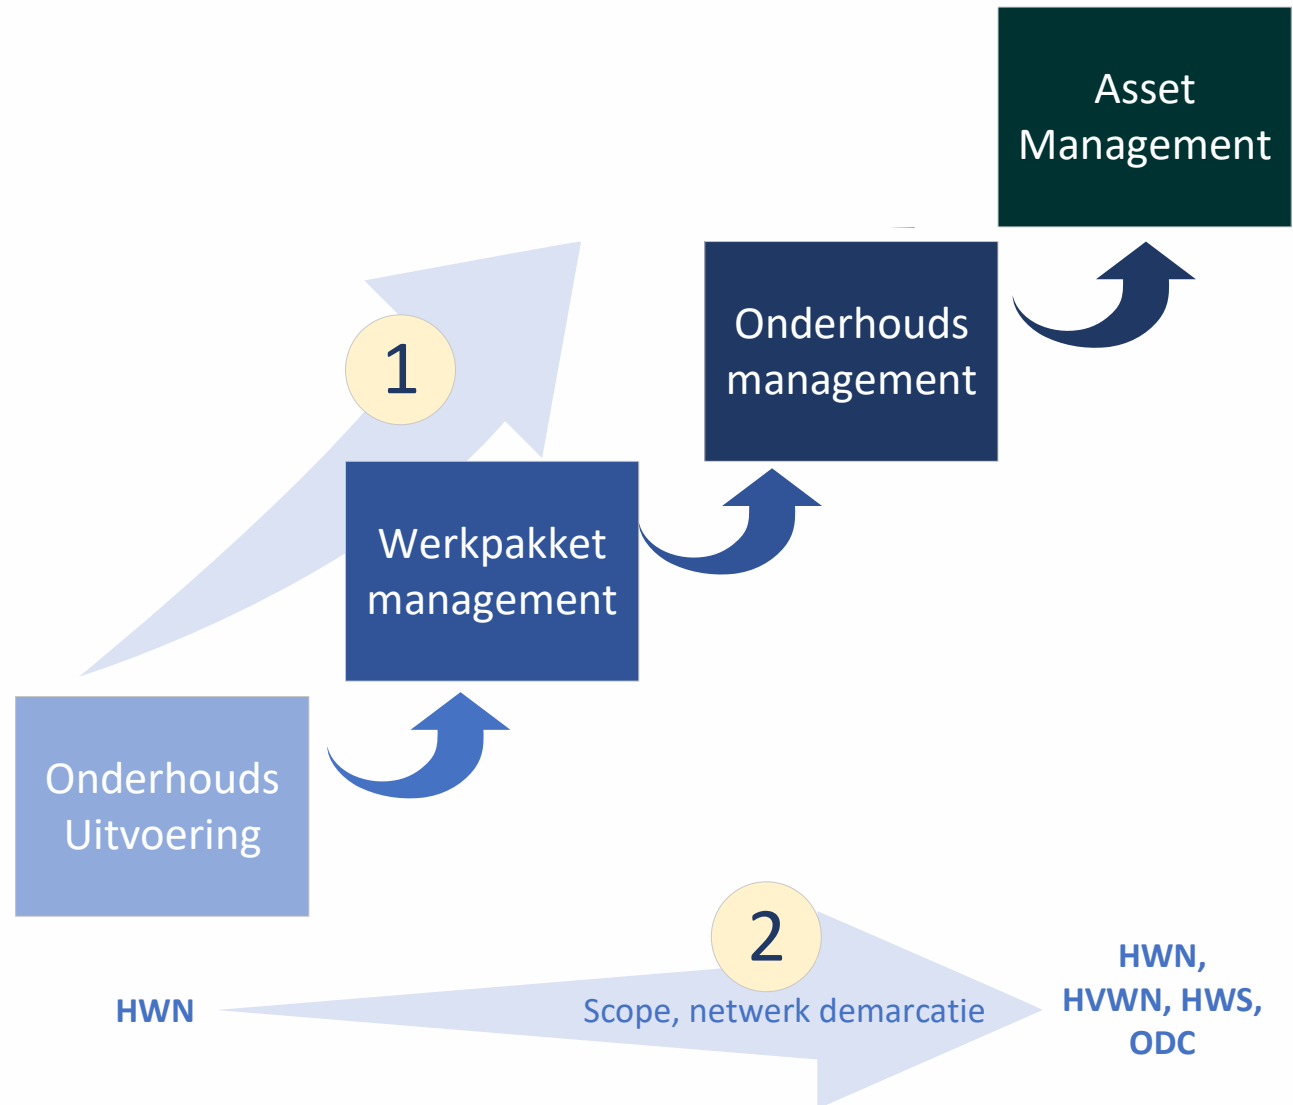 Asset
Management
Onderhouds
management
1
Werkpakket
management
Onderhouds
Uitvoering
2
HWN
Scope, netwerk demarcatie
HWN,
HVWN, HWS,
ODC